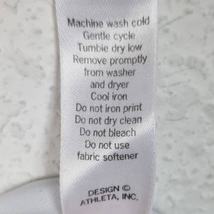 Machine wash cold
Gentle cycle
Tumble dry low
Remove promptly
from washer
and dryer
Cool iron
Do not iron print
Do not dry clean
Do not bleach
Do not use
fabric softener
DESIGN ©
ATHLETA, INC.